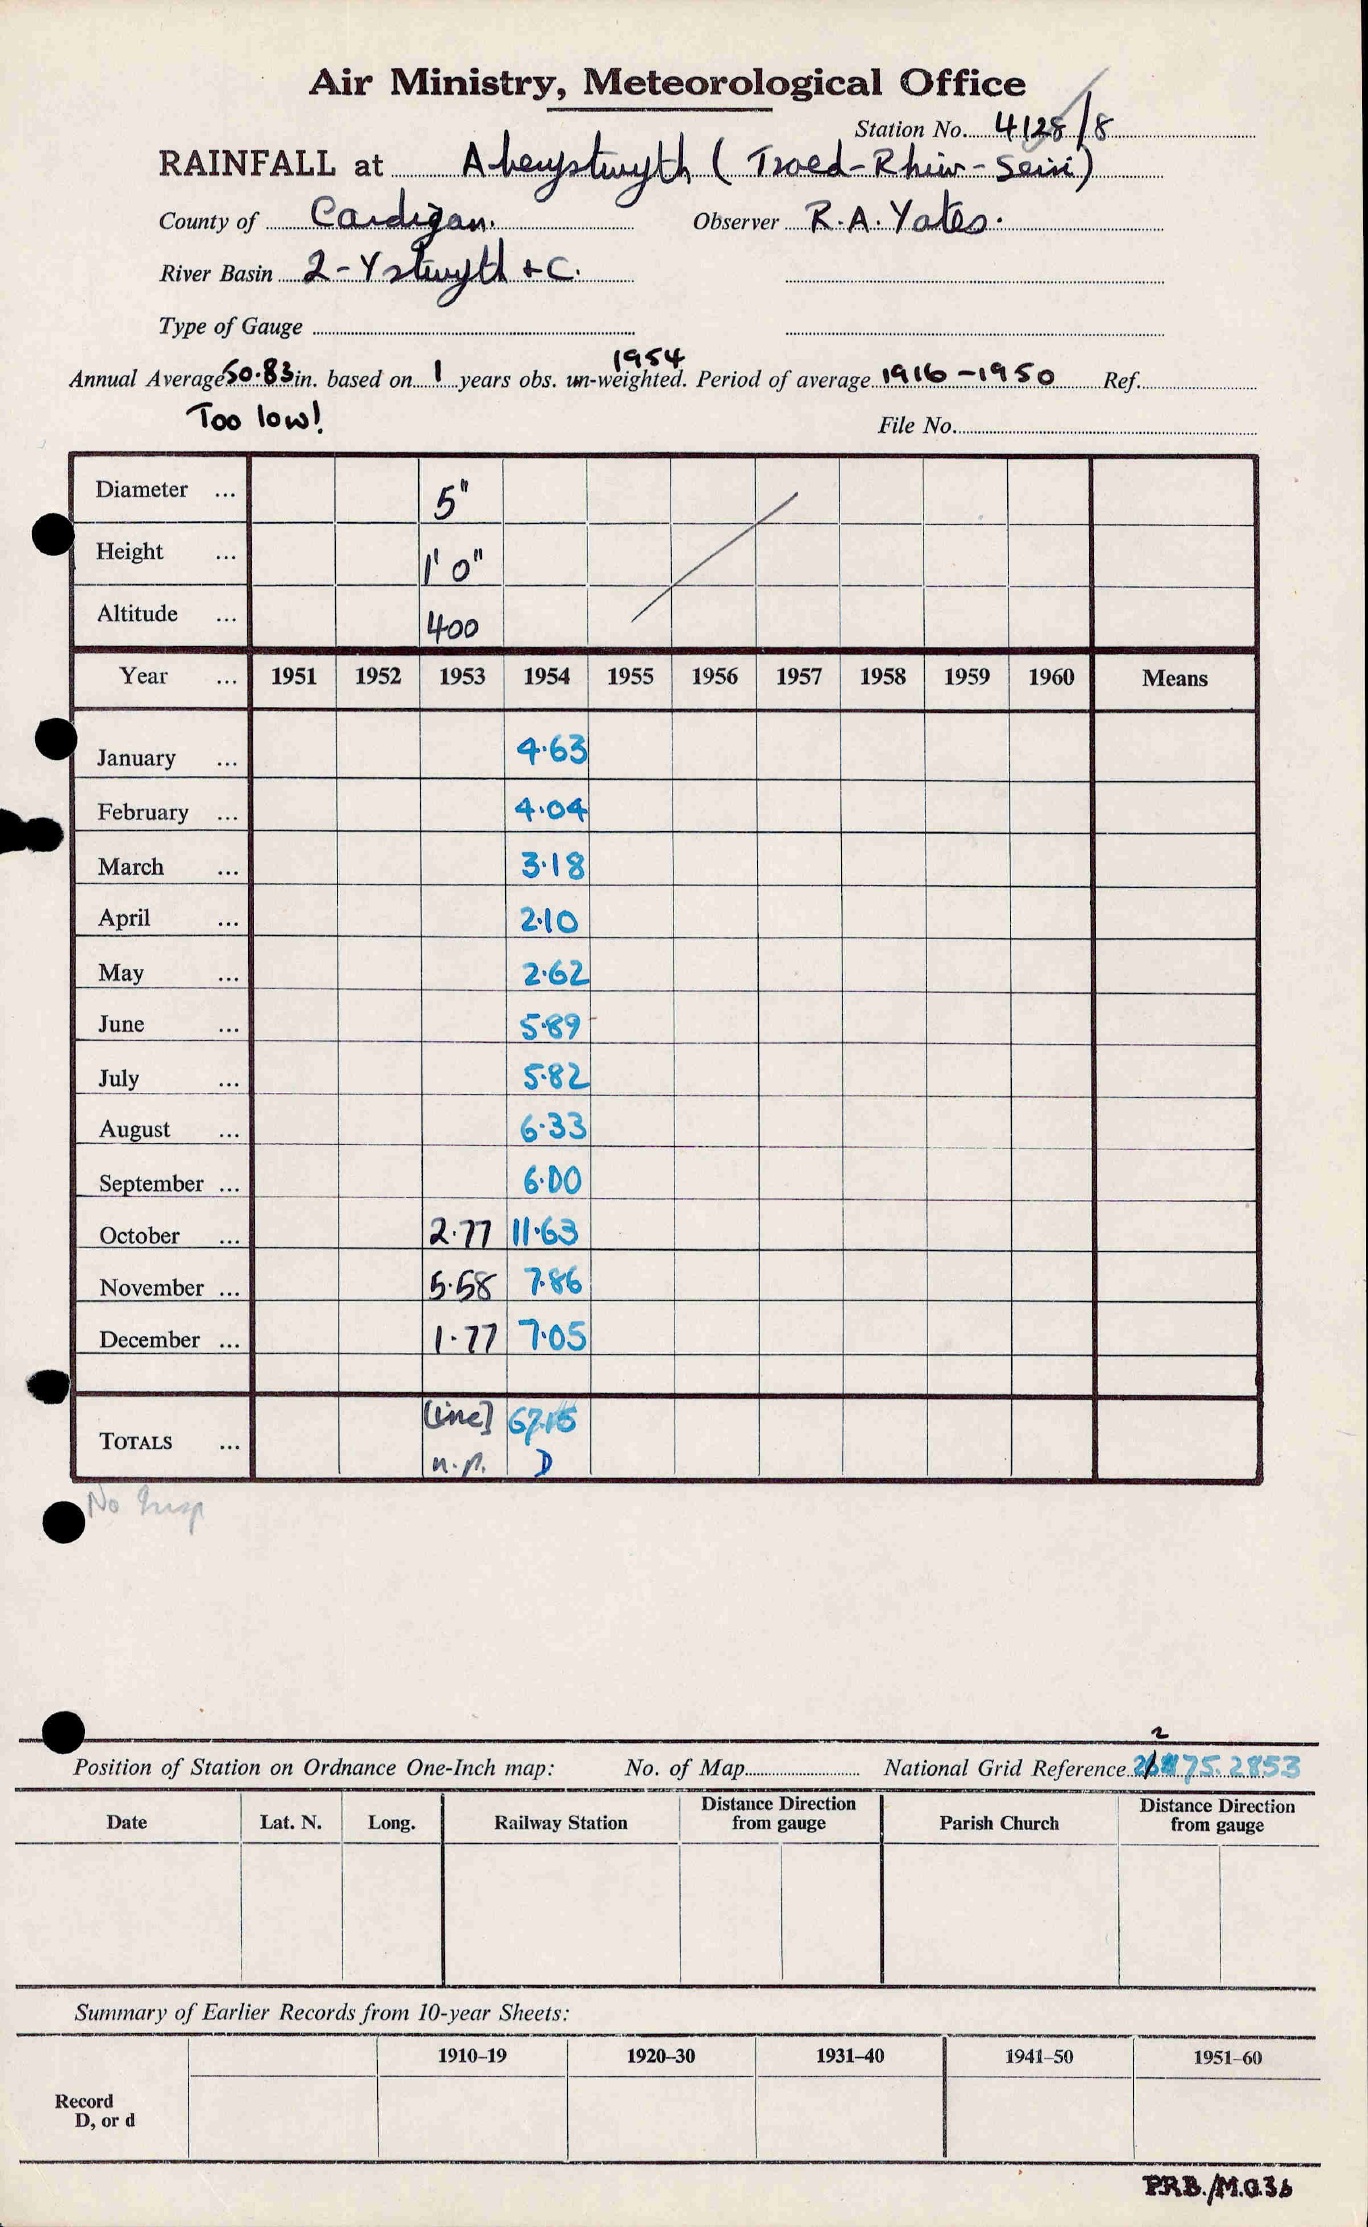 Air Ministry, Meteorological Office
Station No. 4128/8
RAINFALL at Aberystwyth (Troed-Rhiw-Seiri)
County of Cardigan. Observer R.A. Yates.
River Basin 2-Ystwyth + C.
Type of Gauge
1954
Annual Average 50.83 in. based on 1 years obs. un-weighted. Period of average 1916-1950 Ref.
Too low!
File No.
Diameter ... 5"
Height ... 1' 0"
Altitude ... 400
Year ... 1951 1952 1953 1954 1955 1956 1957 1958 1959 1960 Means
January ... 4.63
February ... 4.04
March ... 3.18
April ... 2.10
May ... 2.62
June ... 5.89
July ... 5.82
August ... 6.33
September ... 6.00
October ... 2.77 11.63
November ... 5.58 7.86
December ... 1.77 7.05
[inc] 67.15
TOTALS ...
n.p. D
No Insp
2
Position of Station on Ordnance One-Inch map: No. of Map National Grid Reference 75.2853
Date Lat. N. Long. Railway Station Distance Direction from gauge Parish Church Distance Direction from gauge
Summary of Earlier Records from 10-year Sheets:
1910–19 1920–30 1931–40 1941–50 1951–60
Record
D, or d
P.R.B./M.O.36